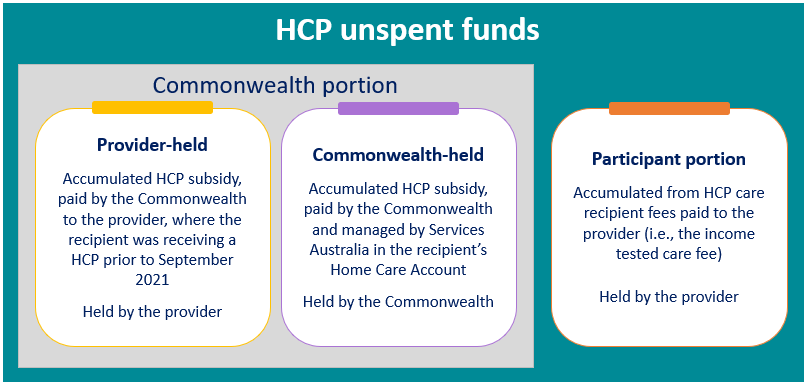 HCP unspent funds
Commonwealth portion
Provider-held
Accumulated HCP subsidy,
paid by the Commonwealth
to the provider, where the
recipient was receiving a
HCP prior to September
2021
Held by the provider
Commonwealth-held
Accumulated HCP subsidy,
paid by the Commonwealth
and managed by Services
Australia in the recipient’s
Home Care Account
Held by the Commonwealth
Participant portion
Accumulated from HCP care
recipient fees paid to the
provider (i.e., the income
tested care fee)
Held by the provider